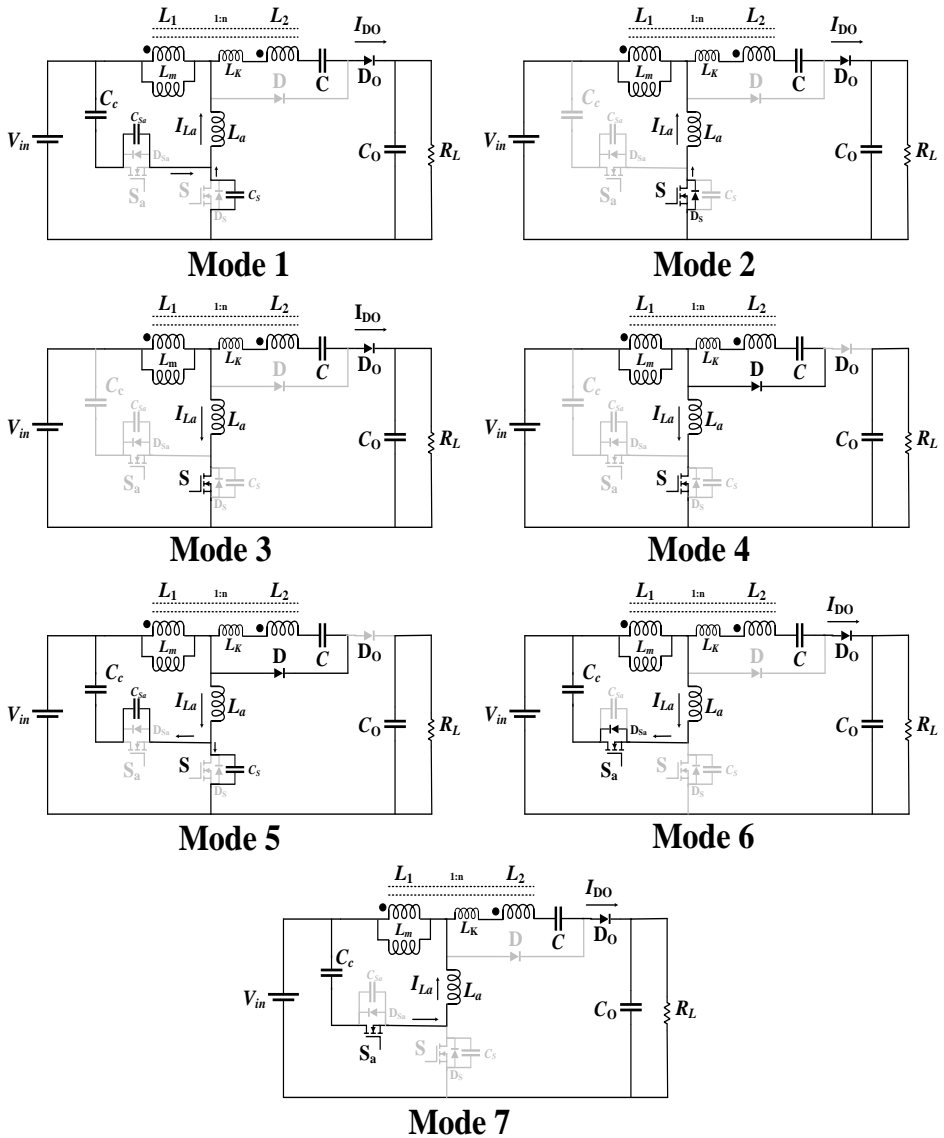 L1 1:n L2 IDO
Lm LK C DO
D
Cc CSa ILa La
Vin DSa CO RL
Sa S CS
DS
Mode 1
L1 1:n L2 IDO
Lm LK C DO
D
Cc CSa ILa La
Vin DSa CO RL
Sa S CS
DS
Mode 2
L1 1:n L2 IDO
Lm LK C DO
D
Cc CSa ILa La
Vin DSa CO RL
Sa S CS
DS
Mode 3
L1 1:n L2
Lm LK C DO
D
Cc CSa ILa La
Vin DSa CO RL
Sa S CS
DS
Mode 4
L1 1:n L2
Lm LK C DO
D
Cc CSa ILa La
Vin DSa CO RL
Sa S CS
DS
Mode 5
L1 1:n L2 IDO
Lm LK C DO
D
Cc CSa ILa La
Vin DSa CO RL
Sa S CS
DS
Mode 6
L1 1:n L2 IDO
Lm LK C DO
D
Cc CSa ILa La
Vin DSa CO RL
Sa S CS
DS
Mode 7